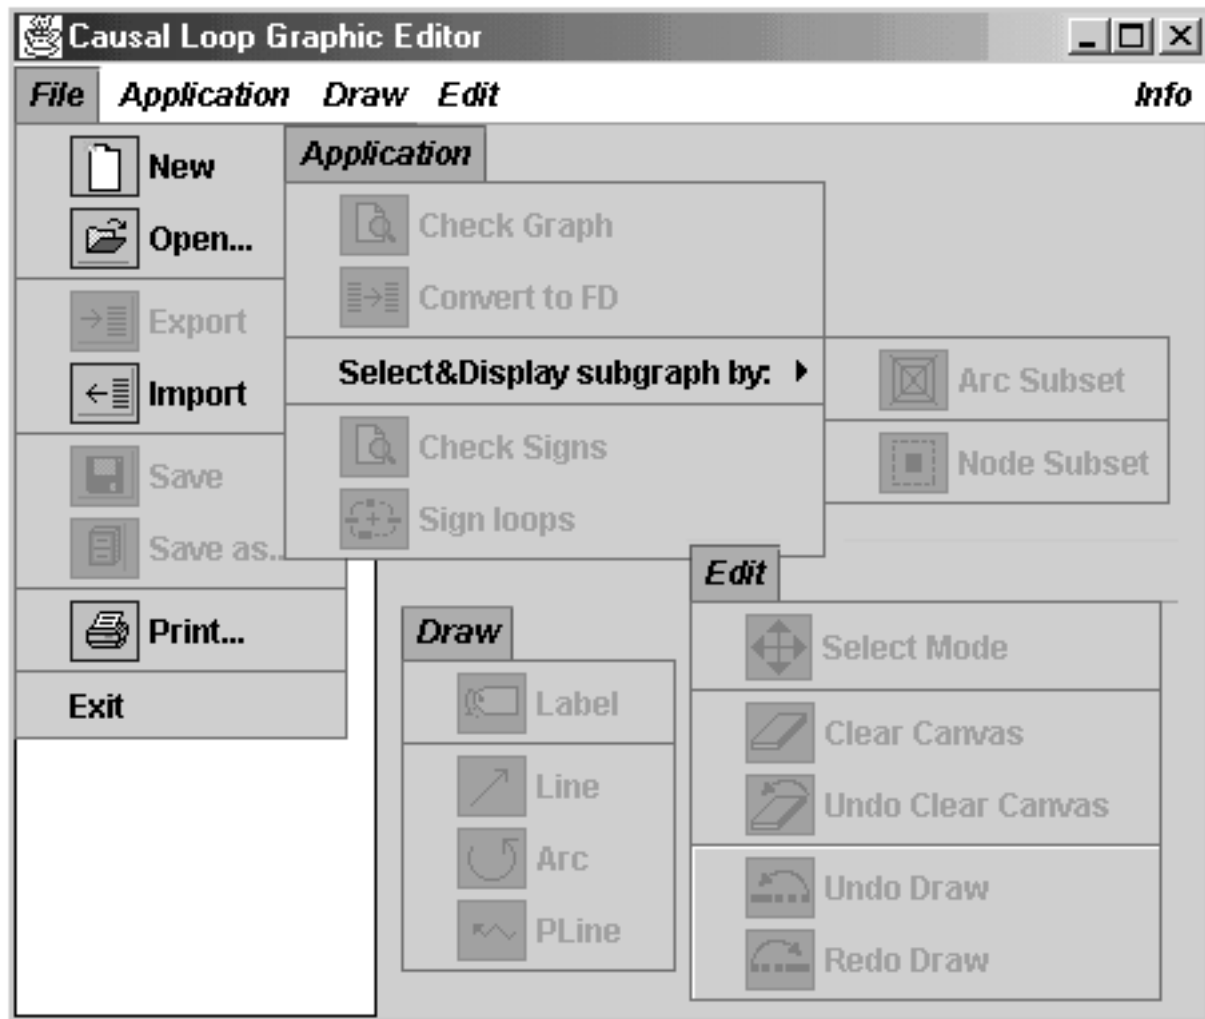 Causal Loop Graphic Editor
File Application Draw Edit Info
New
Open...
Export
Import
Save
Save as..
Print...
Exit
Application
Check Graph
Convert to FD
Select&Display subgraph by:
Check Signs
Sign loops
Arc Subset
Node Subset
Draw
Label
Line
Arc
PLine
Edit
Select Mode
Clear Canvas
Undo Clear Canvas
Undo Draw
Redo Draw